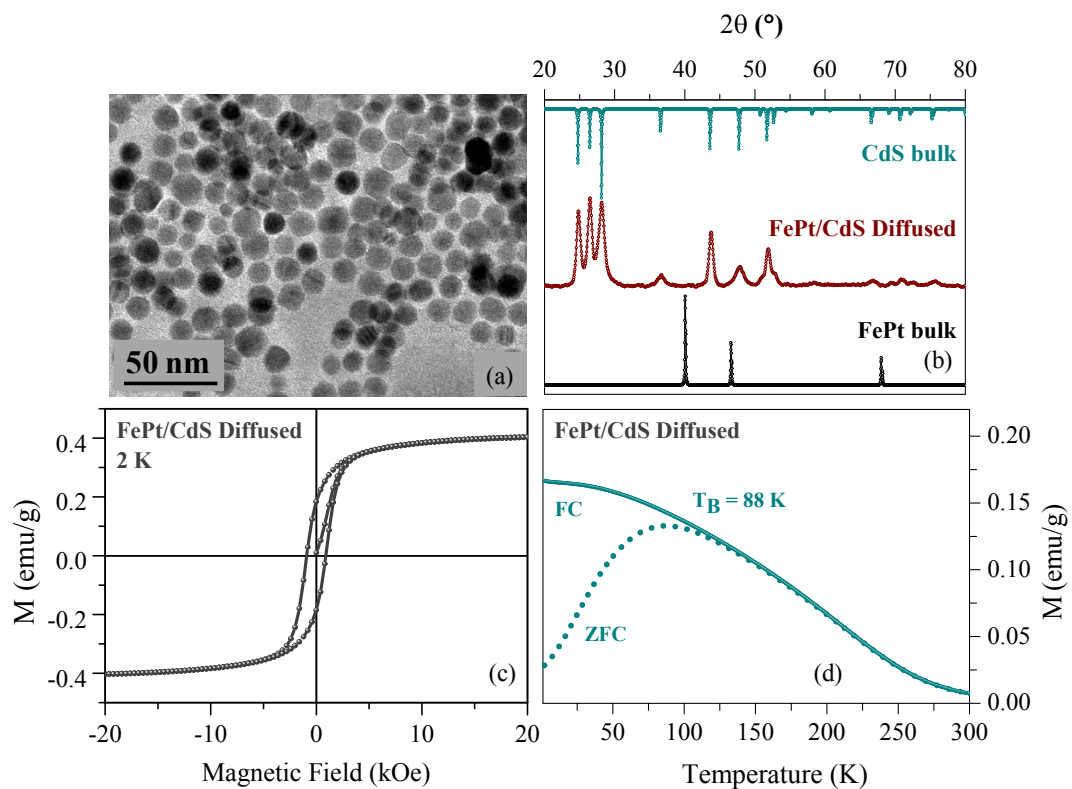 2θ (°)
20 30 40 50 60 70 80
CdS bulk
FePt/CdS Diffused
FePt bulk
(b)
50 nm
(a)
FePt/CdS Diffused
2 K
0.4
0.2
0.0
-0.2
-0.4
M (emu/g)
(c)
-20 -10 0 10 20
Magnetic Field (kOe)
FePt/CdS Diffused
T_B = 88 K
FC
ZFC
(d)
0.20
0.15
0.10
0.05
0.00
M (emu/g)
50 100 150 200 250 300
Temperature (K)